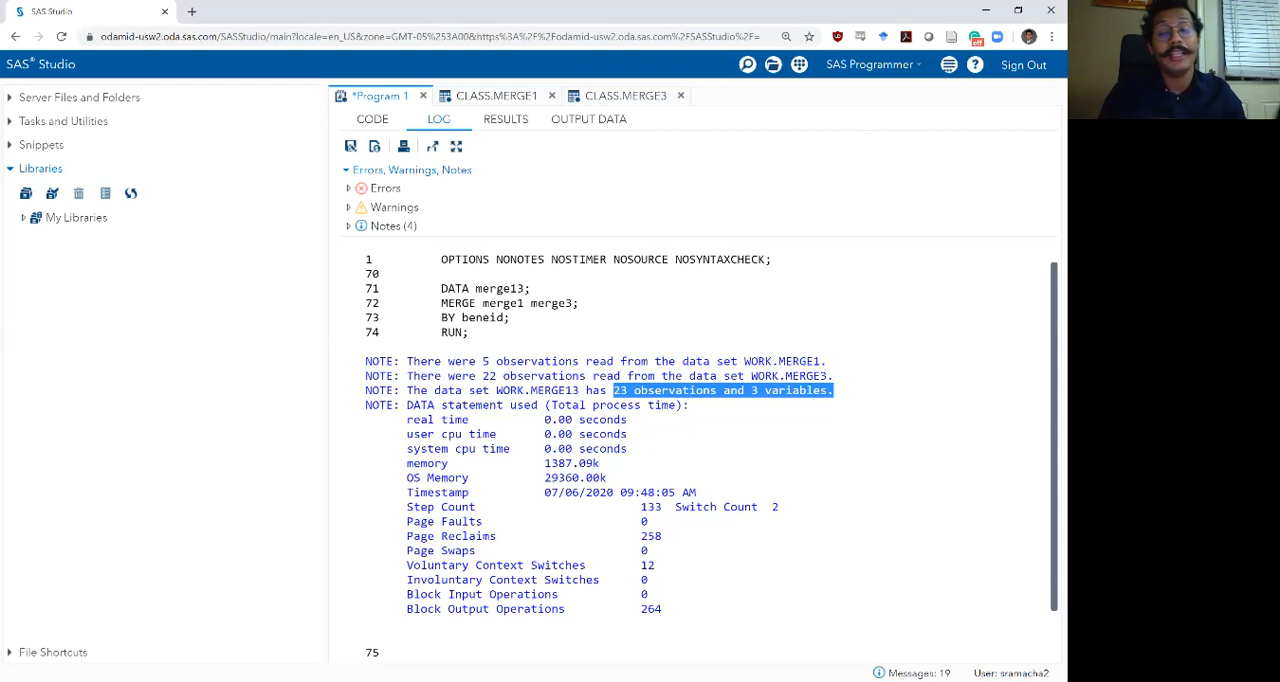 SAS Studio
odamid-usw2.oda.sas.com/SASStudio/main?locale=en_US&zone=GMT-05%253A00&https%3A%2F%2Fodamid-usw2.oda.sas.com%2FSASStudio%2F=
SAS® Studio
SAS Programmer
Sign Out
Server Files and Folders
Tasks and Utilities
Snippets
Libraries
My Libraries
File Shortcuts
*Program 1
CLASS.MERGE1
CLASS.MERGE3
CODE LOG RESULTS OUTPUT DATA
Errors, Warnings, Notes
Errors
Warnings
Notes (4)
1 OPTIONS NONOTES NOSTIMER NOSOURCE NOSYNTAXCHECK;
70
71 DATA merge13;
72 MERGE merge1 merge3;
73 BY beneid;
74 RUN;
NOTE: There were 5 observations read from the data set WORK.MERGE1.
NOTE: There were 22 observations read from the data set WORK.MERGE3.
NOTE: The data set WORK.MERGE13 has 23 observations and 3 variables.
NOTE: DATA statement used (Total process time):
real time 0.00 seconds
user cpu time 0.00 seconds
system cpu time 0.00 seconds
memory 1387.09k
OS Memory 29360.00k
Timestamp 07/06/2020 09:48:05 AM
Step Count 133 Switch Count 2
Page Faults 0
Page Reclaims 258
Page Swaps 0
Voluntary Context Switches 12
Involuntary Context Switches 0
Block Input Operations 0
Block Output Operations 264
75
Messages: 19
User: sramacha2